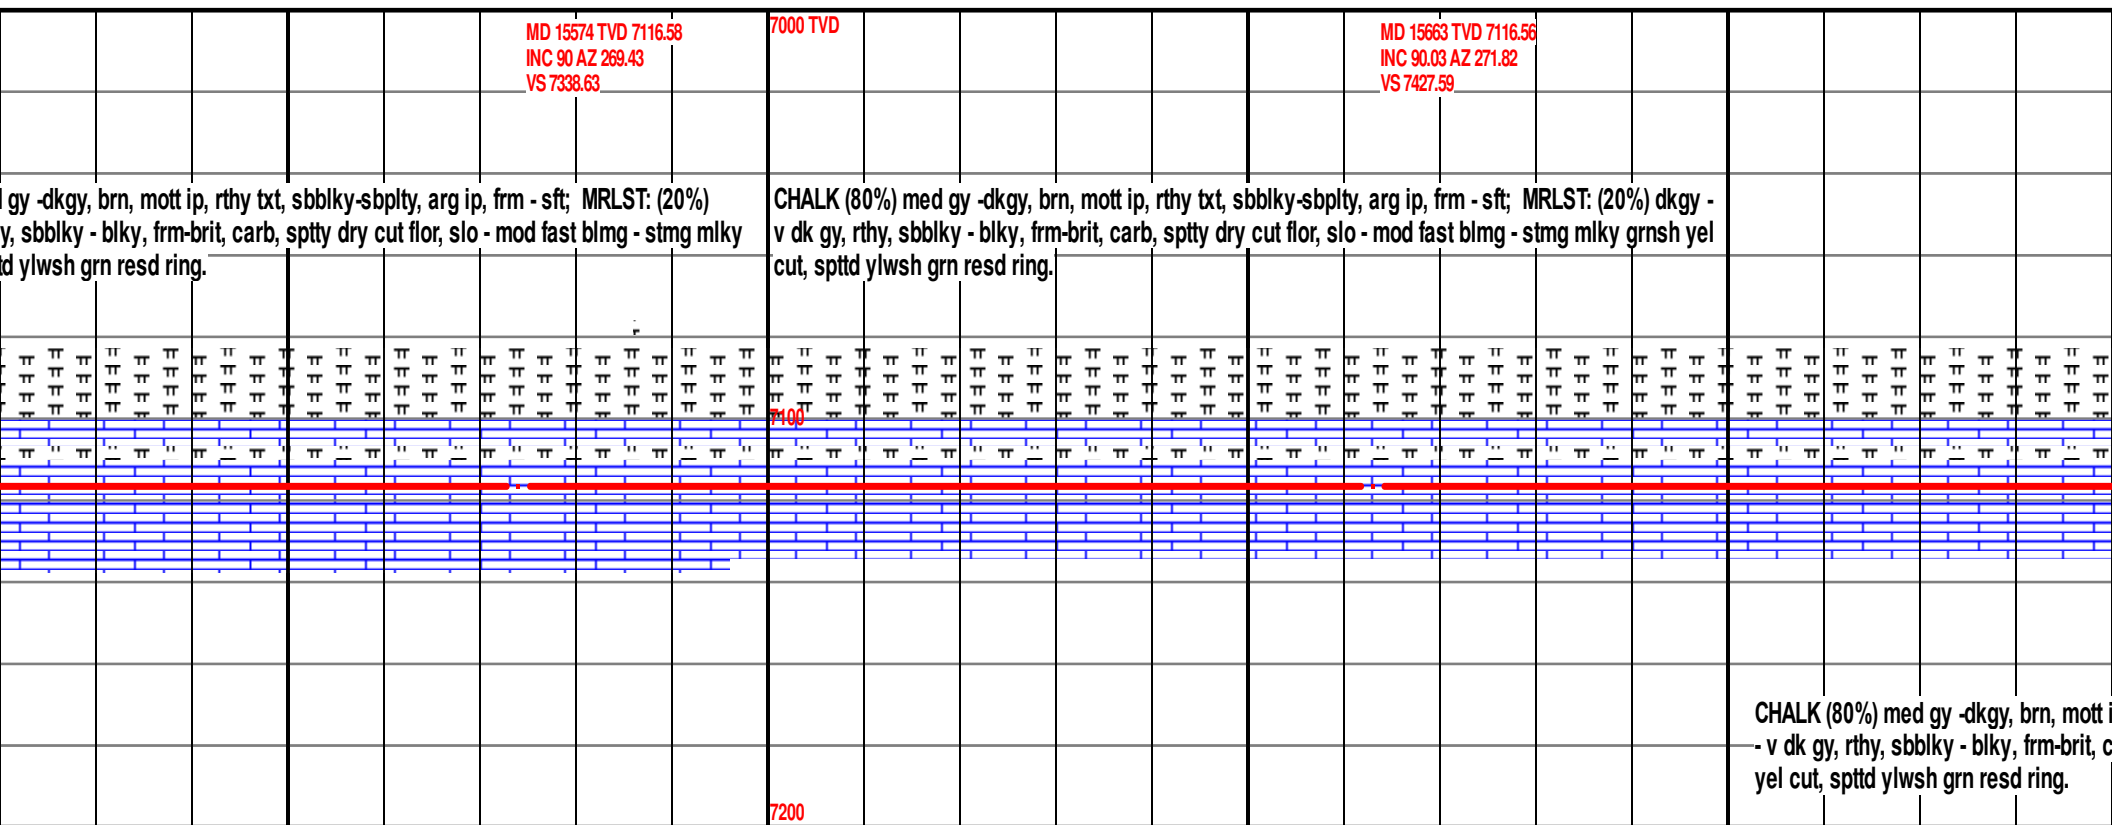 MD 15574 TVD 7116.58
INC 90 AZ 269.43
VS 7338.63
7000 TVD
MD 15663 TVD 7116.56
INC 90.03 AZ 271.82
VS 7427.59
gy -dkgy, brn, mott ip, rthy txt, sbblky-sbplty, arg ip, frm - sft; MRLST: (20%)
y, sbblky - blky, frm-brit, carb, sptty dry cut flor, slo - mod fast blmg - stmg mlky
td ylwsh grn resd ring.
CHALK (80%) med gy -dkgy, brn, mott ip, rthy txt, sbblky-sbplty, arg ip, frm - sft; MRLST: (20%) dkgy -
v dk gy, rthy, sbblky - blky, frm-brit, carb, sptty dry cut flor, slo - mod fast blmg - stmg mlky grnsh yel
cut, spttd ylwsh grn resd ring.
7100
CHALK (80%) med gy -dkgy, brn, mott i
- v dk gy, rthy, sbblky - blky, frm-brit, c
yel cut, spttd ylwsh grn resd ring.
7200